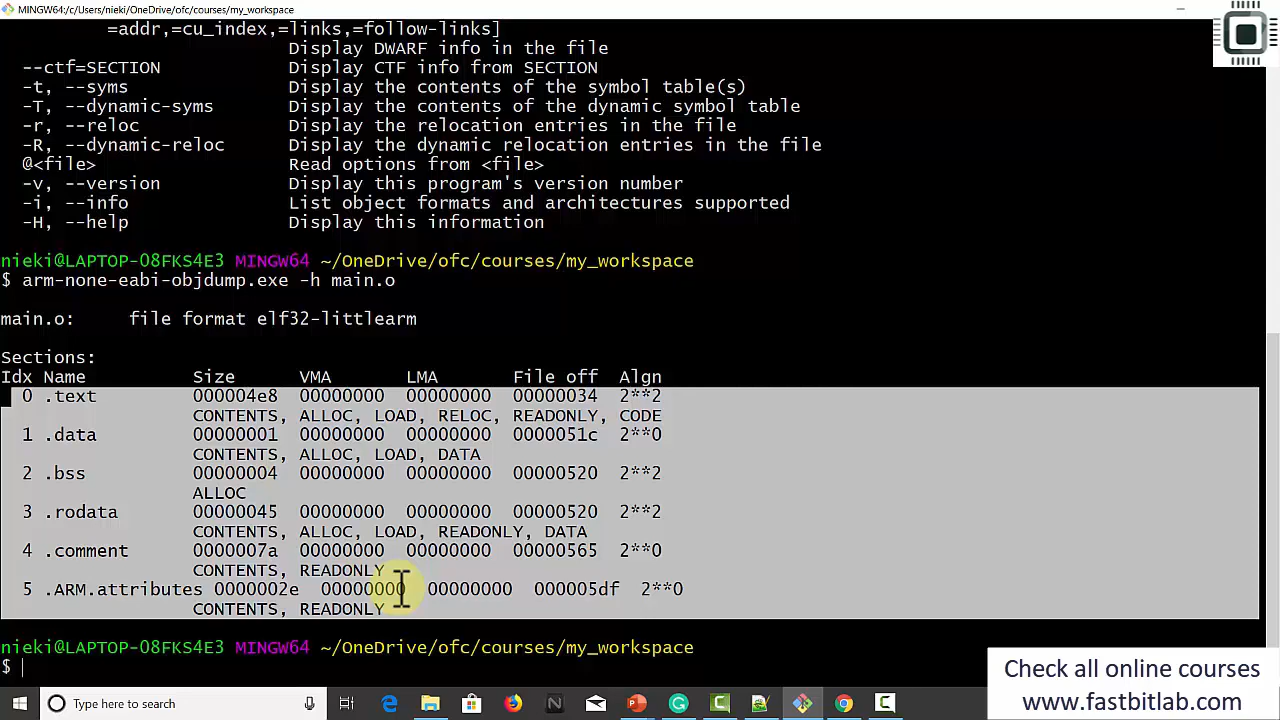 MINGW64:/c/Users/nieki/OneDrive/ofc/courses/my_workspace
=addr,=cu_index,=links,=follow-links]
Display DWARF info in the file
--ctf=SECTION Display CTF info from SECTION
-t, --syms Display the contents of the symbol table(s)
-T, --dynamic-syms Display the contents of the dynamic symbol table
-r, --reloc Display the relocation entries in the file
-R, --dynamic-reloc Display the dynamic relocation entries in the file
@<file> Read options from <file>
-v, --version Display this program's version number
-i, --info List object formats and architectures supported
-H, --help Display this information
nieki@LAPTOP-O8FKS4E3 MINGW64 ~/OneDrive/ofc/courses/my_workspace
$ arm-none-eabi-objdump.exe -h main.o
main.o: file format elf32-littlearm
Sections:
Idx Name Size VMA LMA File off Algn
0 .text 000004e8 00000000 00000000 00000034 2**2
CONTENTS, ALLOC, LOAD, RELOC, READONLY, CODE
1 .data 00000001 00000000 00000000 0000051c 2**0
CONTENTS, ALLOC, LOAD, DATA
2 .bss 00000004 00000000 00000000 00000520 2**2
ALLOC
3 .rodata 00000045 00000000 00000000 00000520 2**2
CONTENTS, ALLOC, LOAD, READONLY, DATA
4 .comment 0000007a 00000000 00000000 00000565 2**0
CONTENTS, READONLY
5 .ARM.attributes 0000002e 00000000 00000000 000005df 2**0
CONTENTS, READONLY
nieki@LAPTOP-O8FKS4E3 MINGW64 ~/OneDrive/ofc/courses/my_workspace
$
Check all online courses
www.fastbitlab.com
Type here to search